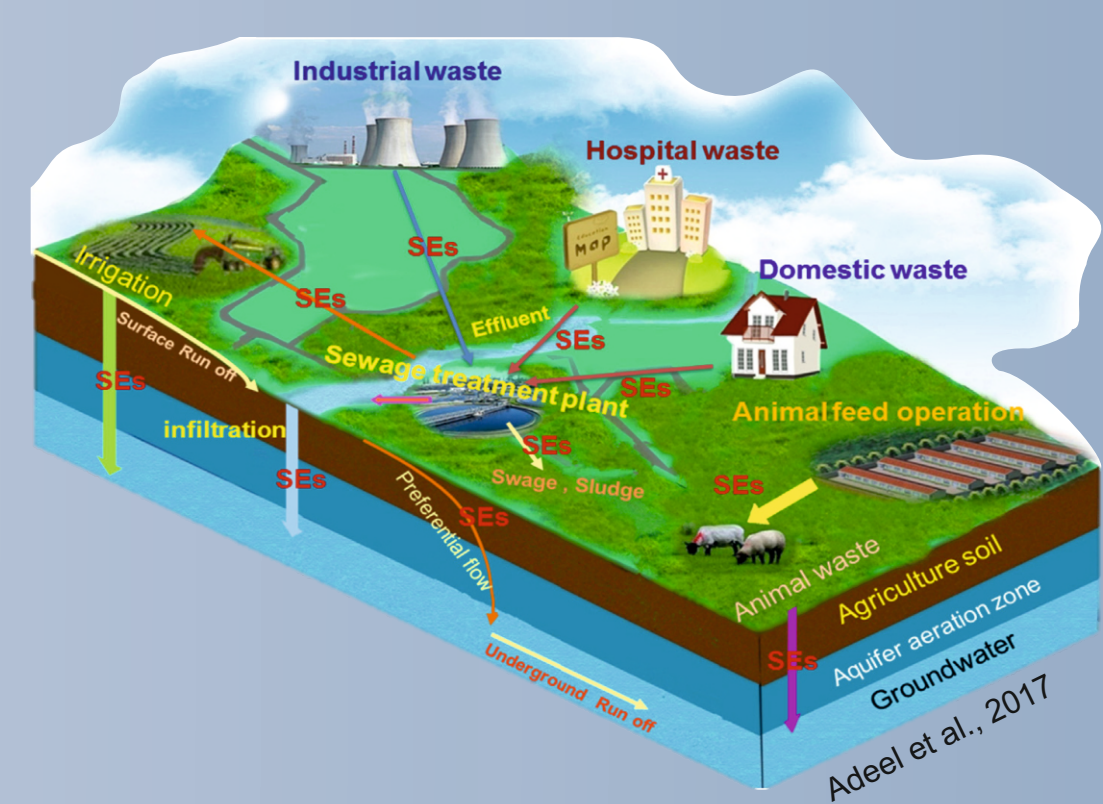 Industrial waste
Hospital waste
Education
Map
Domestic waste
SEs
Irrigation
SEs
Effluent
SEs
Surface Run off
Sewage treatment plant
SEs
SEs
Animal feed operation
infiltration
SEs
SEs
Swage , Sludge
SEs
SEs
Preferential flow
Animal waste
Agriculture soil
Aquifer aeration zone
Groundwater
SEs
Underground Run off
Adeel et al., 2017